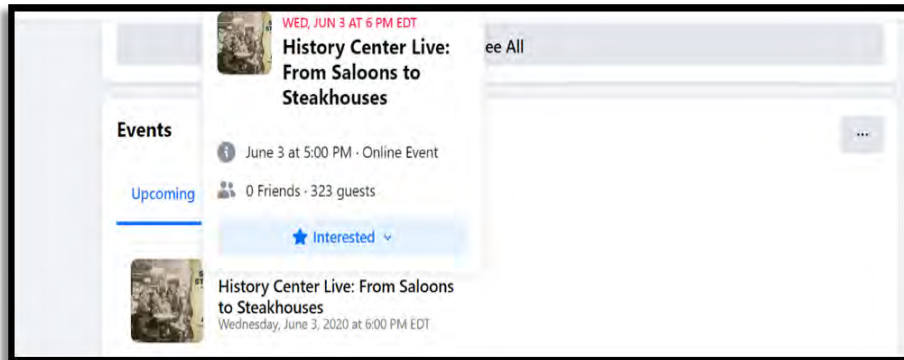 WED, JUN 3 AT 6 PM EDT
History Center Live:
From Saloons to
Steakhouses
ee All
Events
...
June 3 at 5:00 PM · Online Event
0 Friends · 323 guests
Upcoming
Interested
History Center Live: From Saloons
to Steakhouses
Wednesday, June 3, 2020 at 6:00 PM EDT